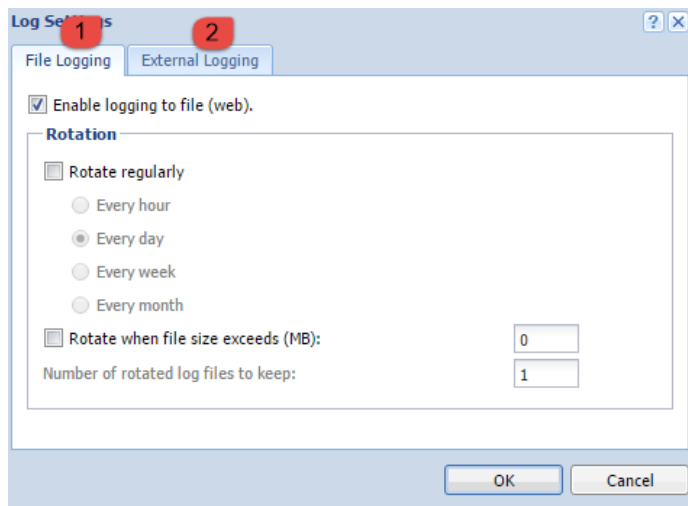 Log Settings
1
2
File Logging
External Logging
Enable logging to file (web).
Rotation
Rotate regularly
Every hour
Every day
Every week
Every month
Rotate when file size exceeds (MB): 0
Number of rotated log files to keep: 1
OK
Cancel